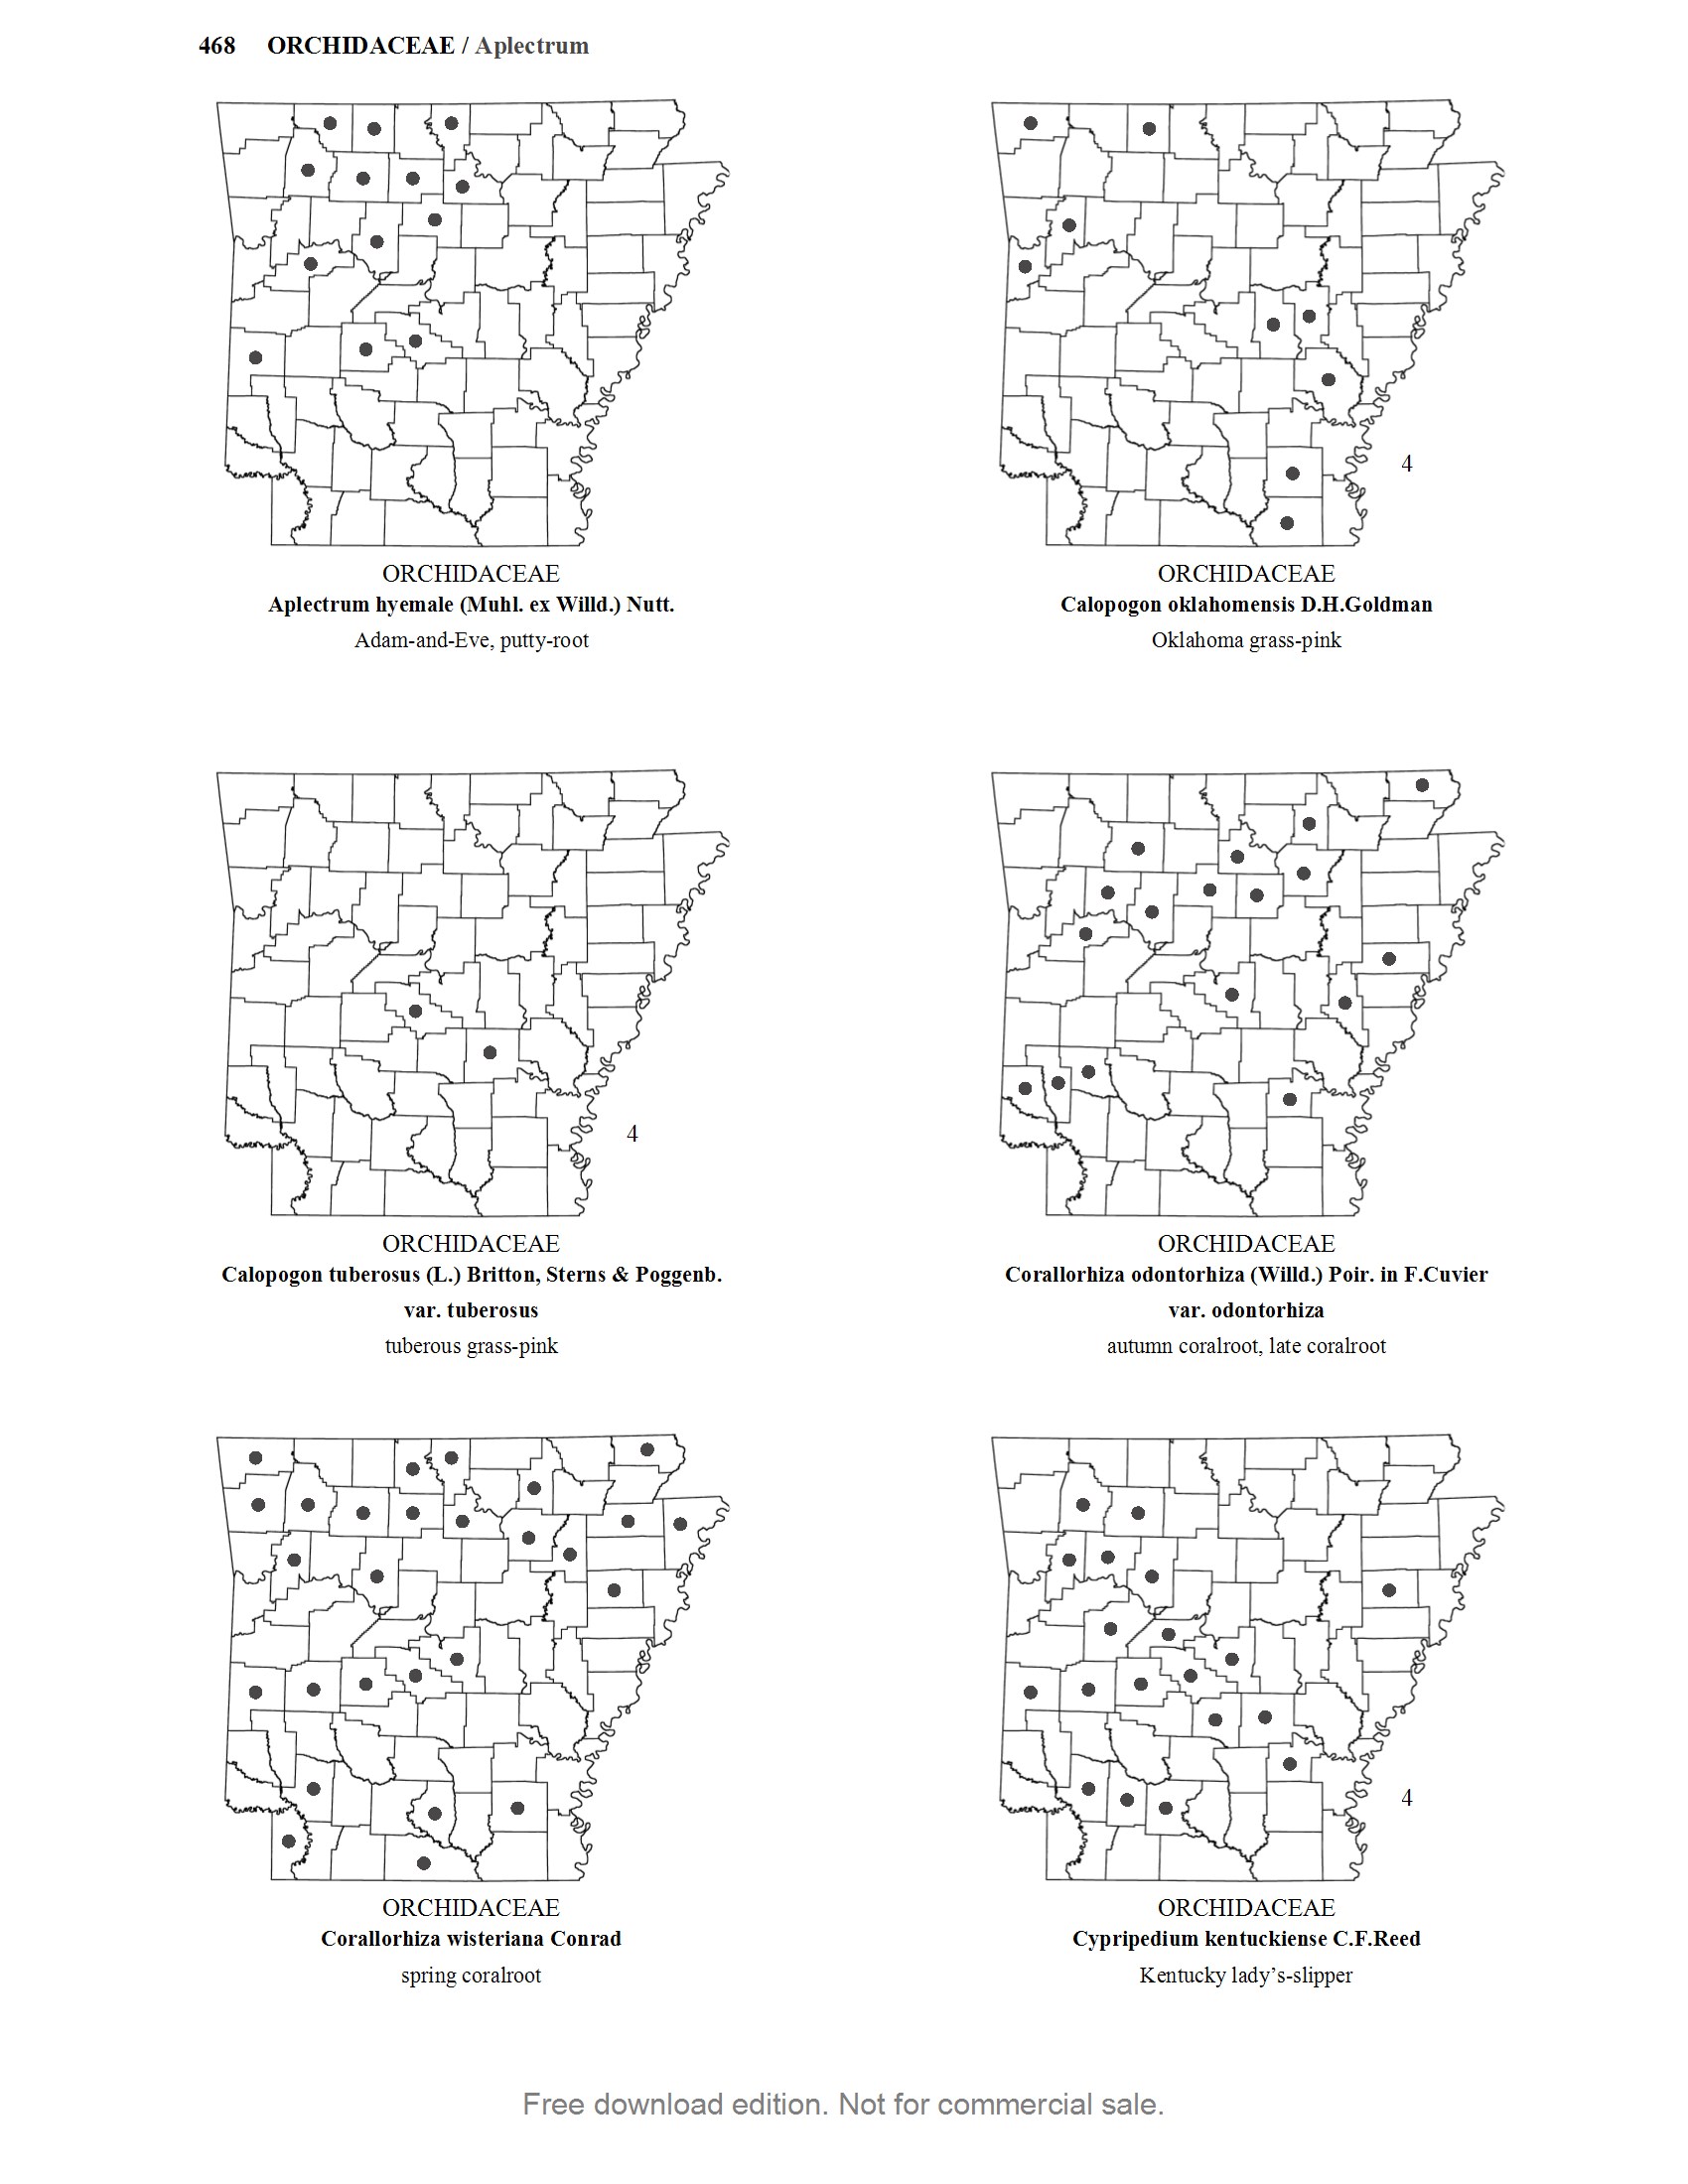 468 ORCHIDACEAE / Aplectrum
ORCHIDACEAE
Aplectrum hyemale (Muhl. ex Willd.) Nutt.
Adam-and-Eve, putty-root
4
ORCHIDACEAE
Calopogon oklahomensis D.H.Goldman
Oklahoma grass-pink
4
ORCHIDACEAE
Calopogon tuberosus (L.) Britton, Sterns & Poggenb.
var. tuberosus
tuberous grass-pink
ORCHIDACEAE
Corallorhiza odontorhiza (Willd.) Poir. in F.Cuvier
var. odontorhiza
autumn coralroot, late coralroot
ORCHIDACEAE
Corallorhiza wisteriana Conrad
spring coralroot
4
ORCHIDACEAE
Cypripedium kentuckiense C.F.Reed
Kentucky lady’s-slipper
Free download edition. Not for commercial sale.